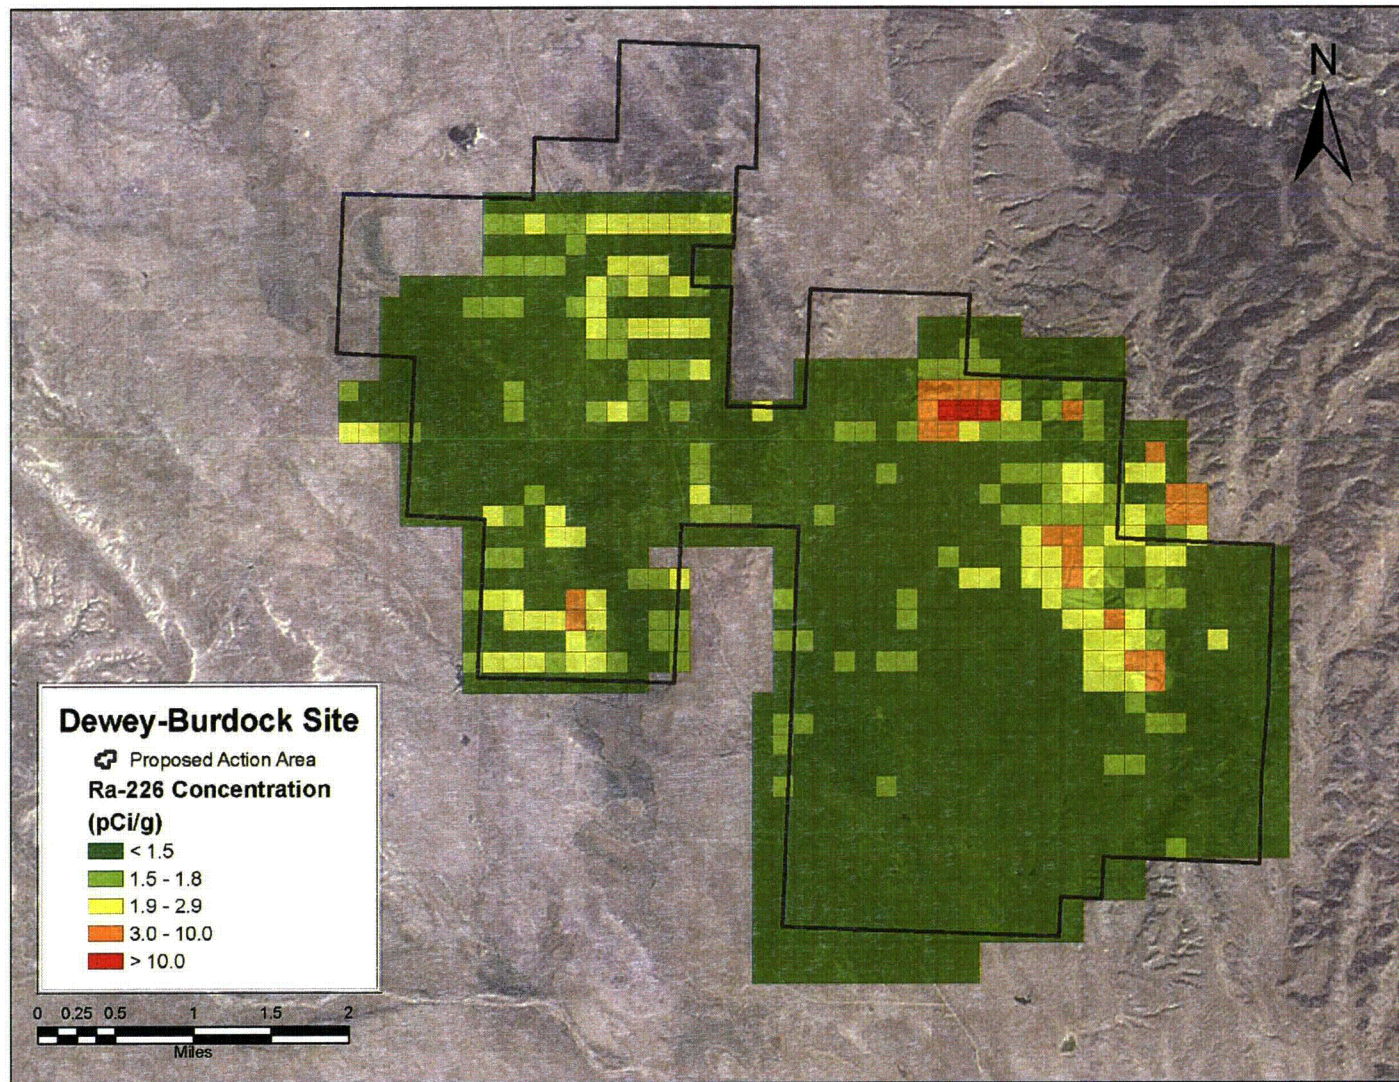 N
Dewey-Burdock Site
Proposed Action Area
Ra-226 Concentration
(pCi/g)
< 1.5
1.5 - 1.8
1.9 - 2.9
3.0 - 10.0
> 10.0
0 0.25 0.5 1 1.5 2
Miles